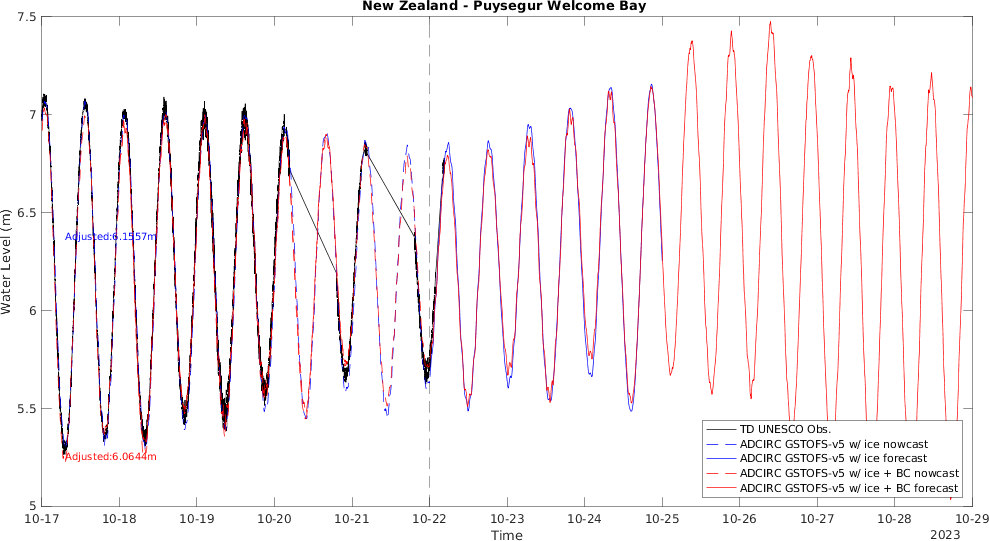 New Zealand - Puysegur Welcome Bay
7.5
7
6.5
6
5.5
5
Water Level (m)
Adjusted:6.1557m
Adjusted:6.0644m
TD UNESCO Obs.
ADCIRC GSTOFS-v5 w/ ice nowcast
ADCIRC GSTOFS-v5 w/ ice forecast
ADCIRC GSTOFS-v5 w/ ice + BC nowcast
ADCIRC GSTOFS-v5 w/ ice + BC forecast
10-17 10-18 10-19 10-20 10-21 10-22 10-23 10-24 10-25 10-26 10-27 10-28 10-29
Time
2023